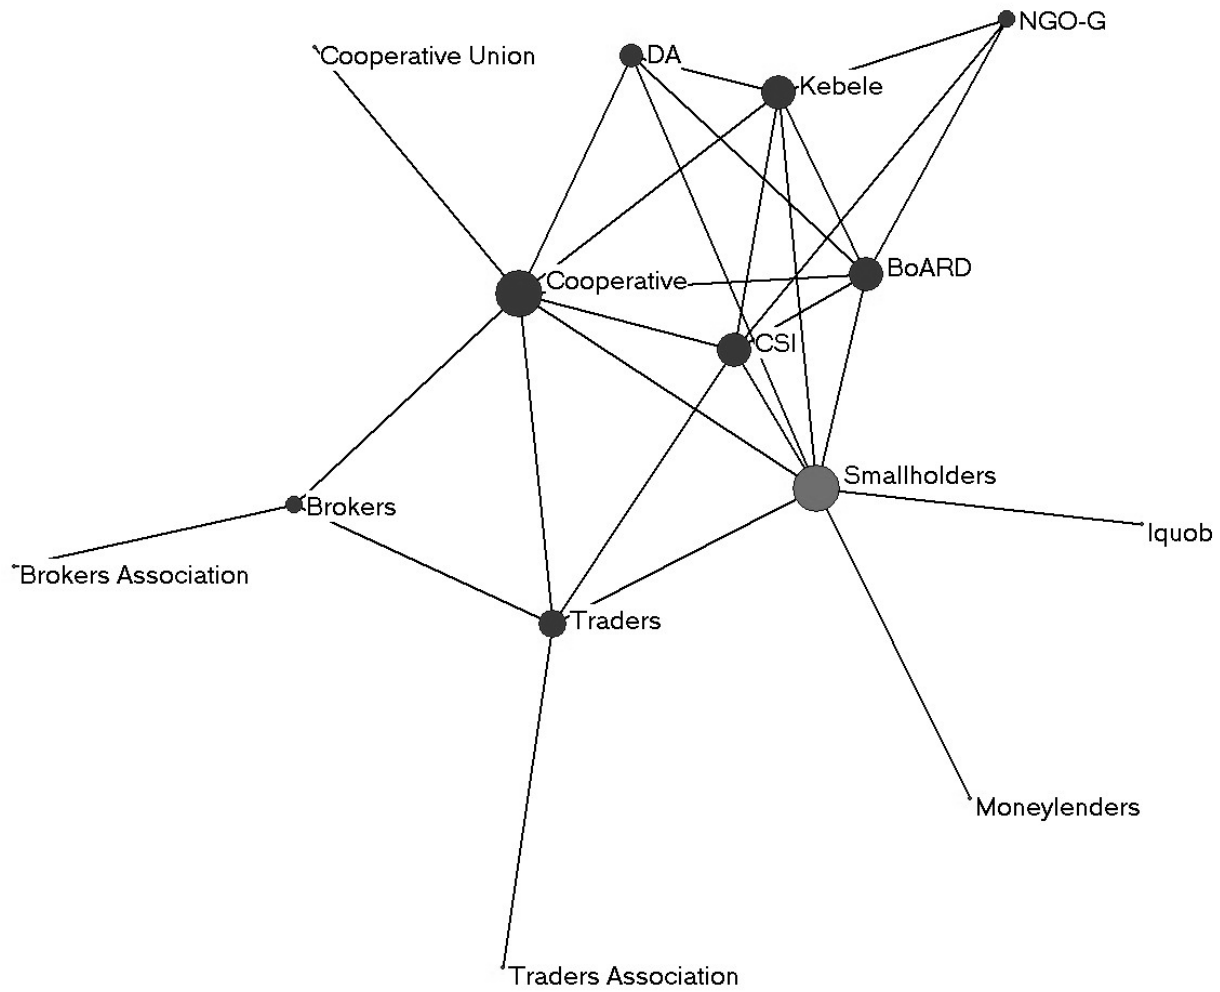 NGO-G
Cooperative Union
DA
Kebele
BoARD
Cooperative
CSI
Smallholders
Brokers
Iquob
Brokers Association
Traders
Moneylenders
Traders Association